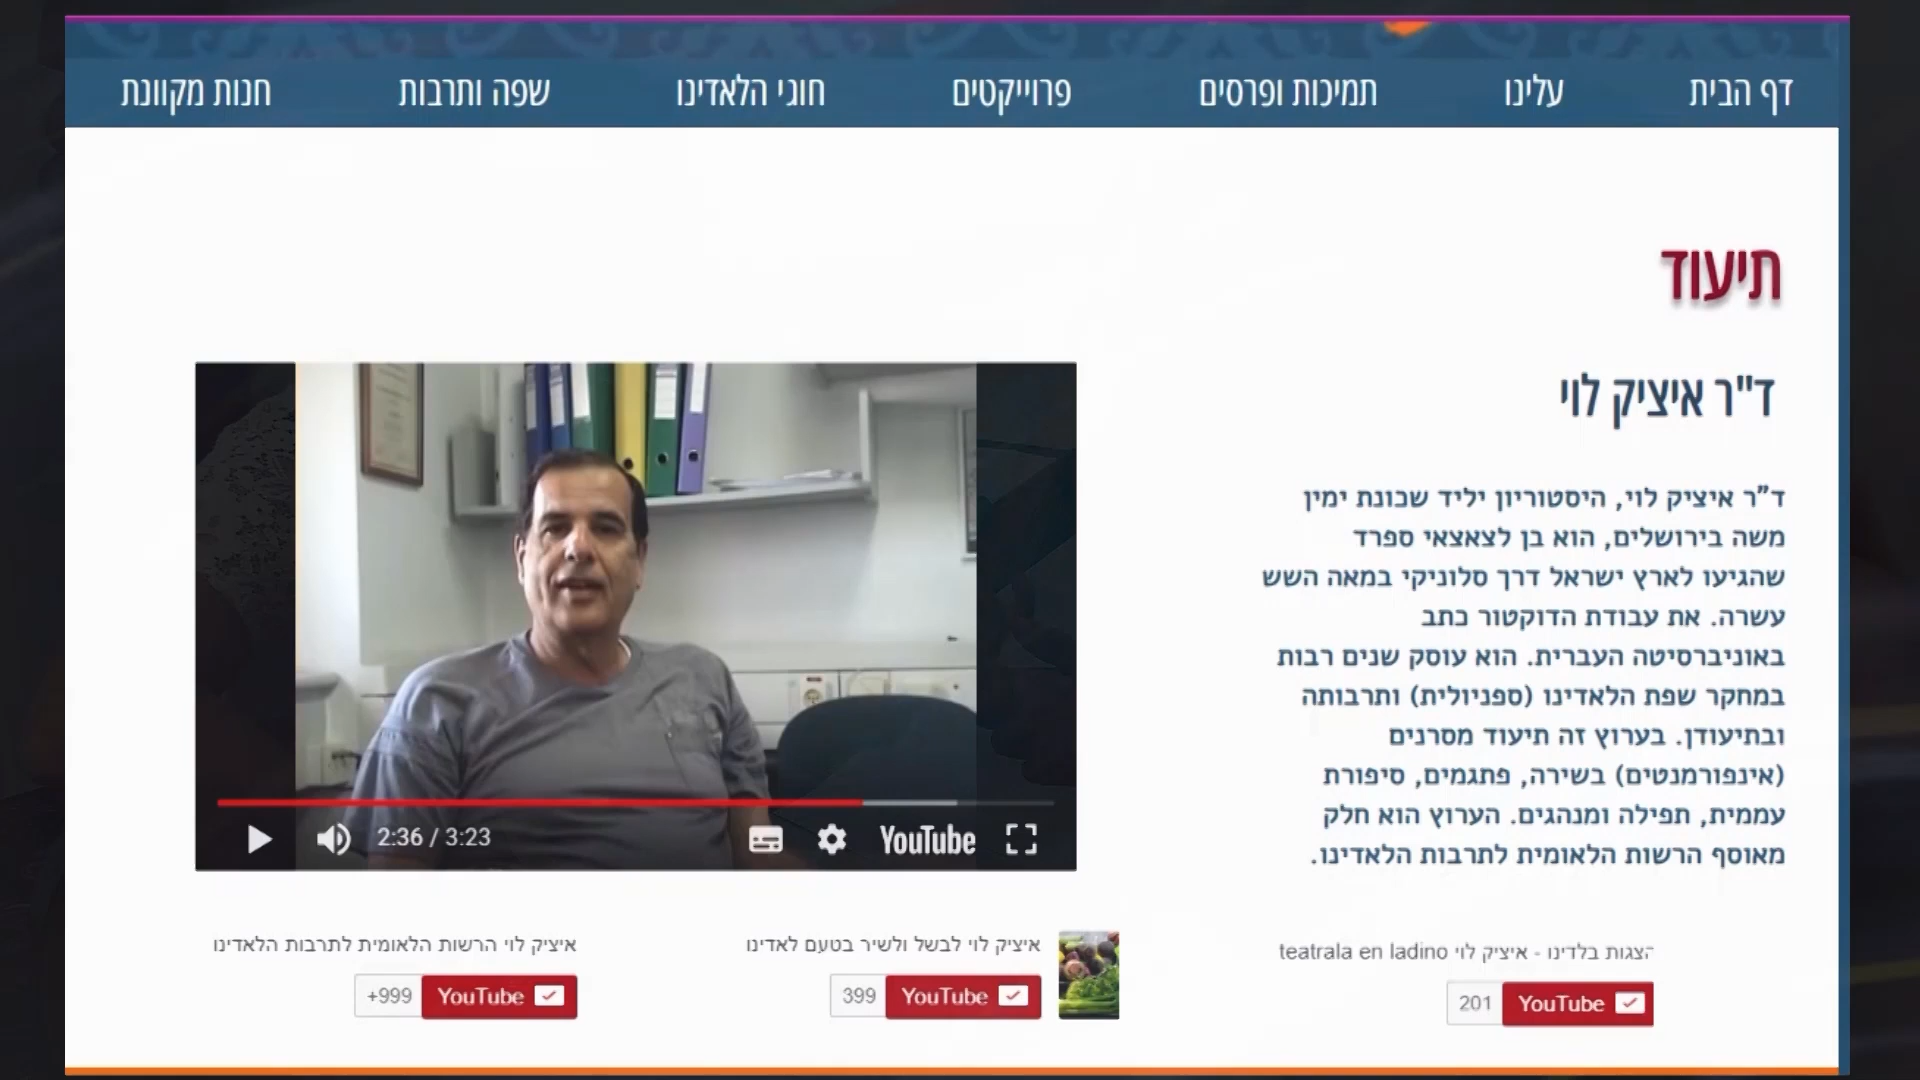 דף הבית
עלינו
תמיכות ופרסים
פרוייקטים
חוגי הלאדינו
שפה ותרבות
חנות מקוונת
תיעוד
ד"ר איציק לוי
ד"ר איציק לוי, היסטוריון יליד שכונת ימין
משה בירושלים, הוא בן לצאצאי ספרד
שהגיעו לארץ ישראל דרך סלוניקי במאה השש
עשרה. את עבודת הדוקטור כתב
באוניברסיטה העברית. הוא עוסק שנים רבות
במחקר שפת הלאדינו (ספניולית) ותרבותה
ובתיעודן. בערוץ זה תיעוד מסרנים
(אינפורמנטים) בשירה, פתגמים, סיפורת
עממית, תפילה ומנהגים. הערוץ הוא חלק
מאוסף הרשות הלאומית לתרבות הלאדינו.
2:36 / 3:23
YouTube
הצגות בלדינו - איציק לוי teatrala en ladino
YouTube 201
איציק לוי לבשל ולשיר בטעם לאדינו
YouTube 399
איציק לוי הרשות הלאומית לתרבות הלאדינו
YouTube +999